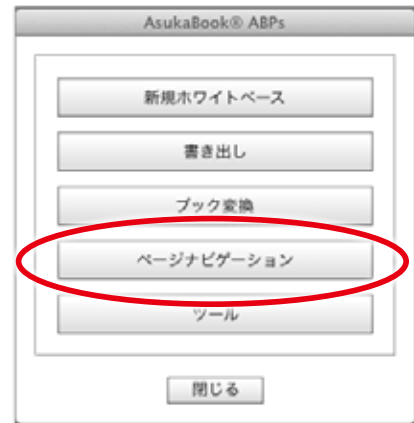 AsukaBook® ABPs
新規ホワイトベース
書き出し
ブック変換
ページナビゲーション
ツール
閉じる